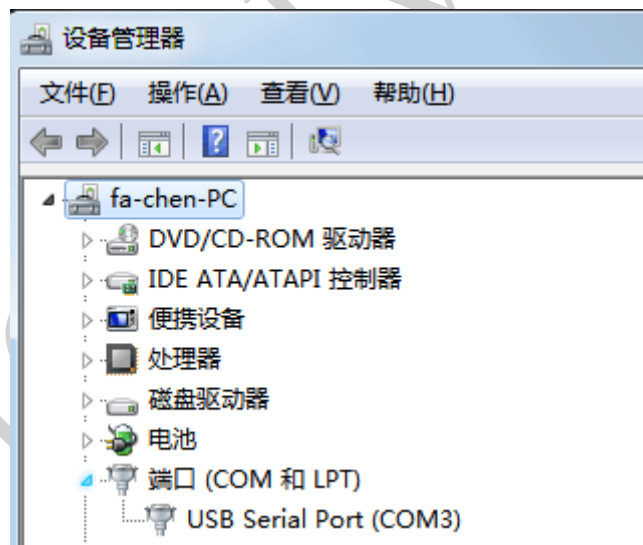 设备管理器
文件(F) 操作(A) 查看(V) 帮助(H)
fa-chen-PC
DVD/CD-ROM 驱动器
IDE ATA/ATAPI 控制器
便携设备
处理器
磁盘驱动器
电池
端口 (COM 和 LPT)
USB Serial Port (COM3)